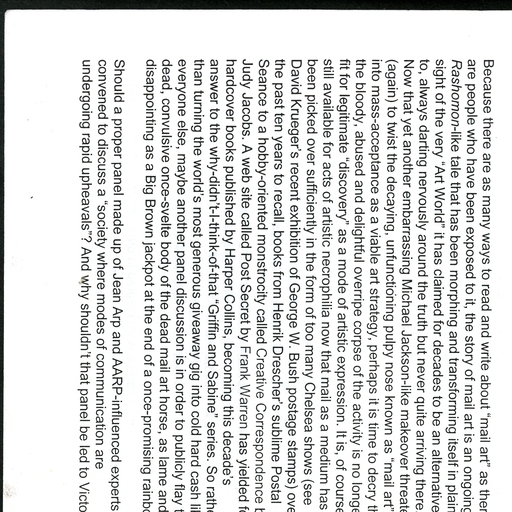 Because there are as many ways to read and write about “mail art” as ther
are people who have been exposed to it, the story of mail art is an ongoing
Rashomon-like tale that has been morphing and transforming itself in plain
sight of the very “Art World” it has claimed for decades to be an alternative
to, always darting nervously around the truth but never quite arriving there.
Now that yet another embarrassing Michael Jackson-like makeover threate
(again) to twist the decaying, unfunctioning pulpy nose known as “mail art”
into mass-acceptance as a viable art strategy, perhaps it is time to decry th
the bloody, abused and delightful overripe corpse of the activity is no longe
fit for legitimate “discovery” as a mode of artistic expression. It is, of course
still available for acts of artistic necrophilia now that mail as a medium has
been picked over sufficiently in the form of too many Chelsea shows (see
David Krueger’s recent exhibition of George W. Bush postage stamps) ove
the past ten years to recall, books from Henrik Drescher’s sublime Postal
Seance to a hobby-oriented monstrocity called Creative Correspondence b
Judy Jacobs. A web site called Post Secret by Frank Warren has yielded fo
hardcover books published by Harper Collins, becoming this decade’s
answer to the why-didn’t-I-think-of-that “Griffin and Sabine” series. So rath
than turning the world’s most generous giveaway gig into cold hard cash lik
everyone else, maybe another panel discussion is in order to publicly flay t
dead, convulsive once-svelte body of the dead mail art horse, as lame and
disappointing as a Big Brown jackpot at the end of a once-promising rainbo
Should a proper panel made up of Jean Arp and AARP-influenced experts
convened to discuss a “society where modes of communication are
undergoing rapid upheavals”? And why shouldn’t that panel be led to Victo